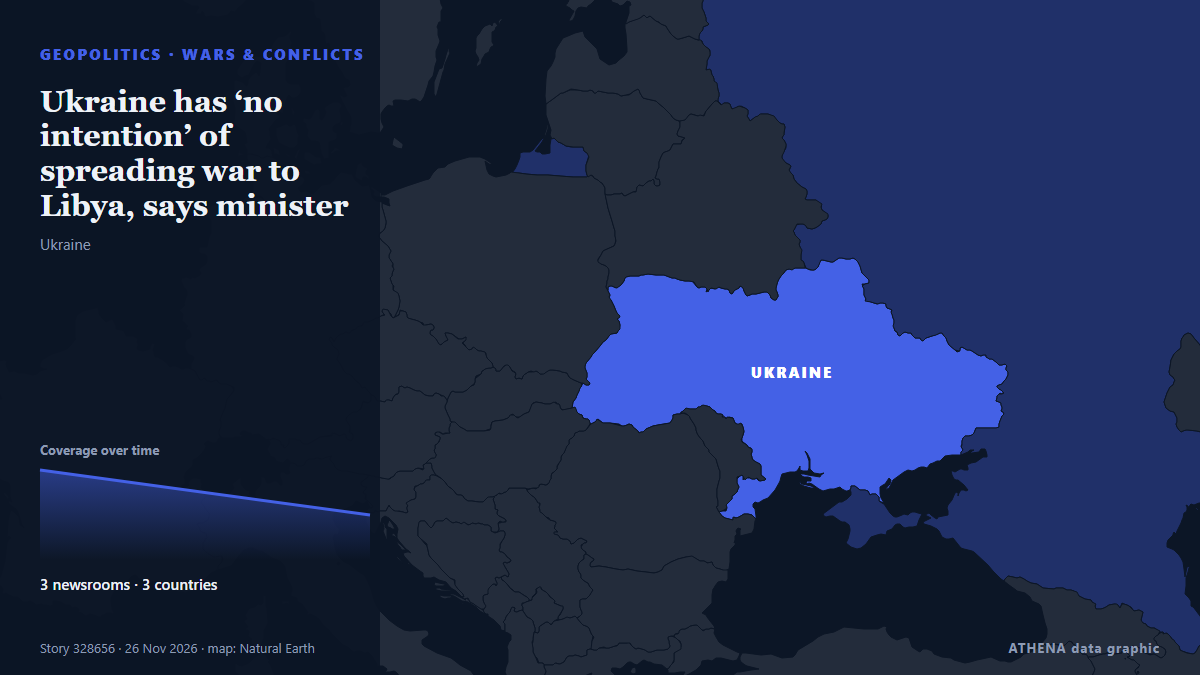 GEOPOLITICS · WARS & CONFLICTS
Ukraine has ‘no
intention’ of
spreading war to
Libya, says minister
Ukraine
UKRAINE
Coverage over time
3 newsrooms · 3 countries
Story 328656 · 26 Nov 2026 · map: Natural Earth
ATHENA data graphic